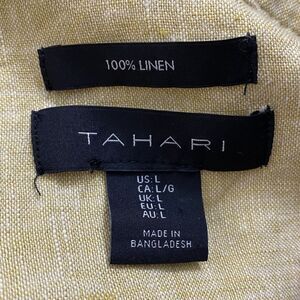 100% LINEN
TAHARI
US: L
CA: L/G
UK: L
EU: L
AU: L
MADE IN
BANGLADESH